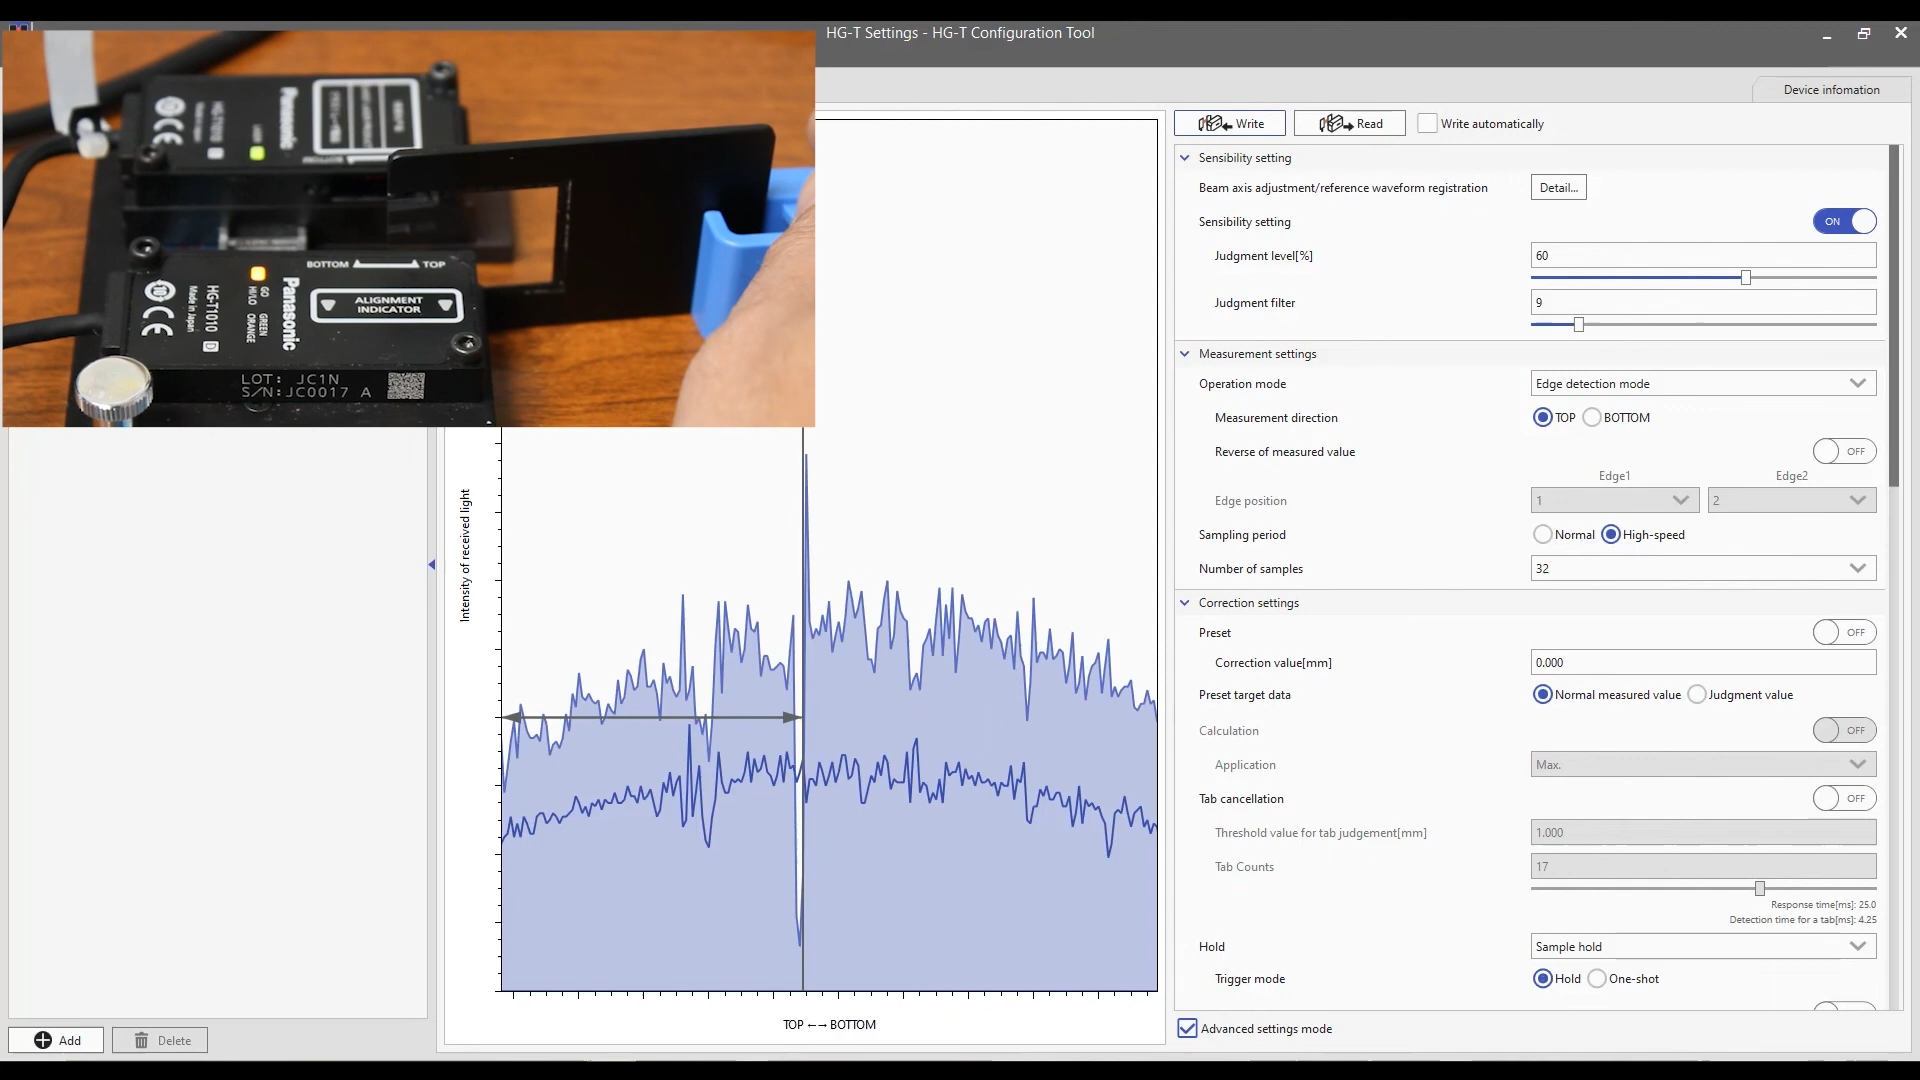 HG-T Settings - HG-T Configuration Tool
Device infomation
Write
Read
Write automatically
Sensibility setting
Beam axis adjustment/reference waveform registration
Detail...
Sensibility setting
ON
Judgment level[%]
60
Judgment filter
9
Measurement settings
Operation mode
Edge detection mode
Measurement direction
TOP
BOTTOM
Reverse of measured value
OFF
Edge1
Edge2
Edge position
1
2
Sampling period
Normal
High-speed
Number of samples
32
Correction settings
Preset
OFF
Correction value[mm]
0.000
Preset target data
Normal measured value
Judgment value
Calculation
OFF
Application
Max.
Tab cancellation
OFF
Threshold value for tab judgement[mm]
1.000
Tab Counts
17
Response time[ms]: 25.0
Detection time for a tab[ms]: 4.25
Hold
Sample hold
Trigger mode
Hold
One-shot
Advanced settings mode
Intensity of received light
TOP ←→ BOTTOM
Add
Delete
Panasonic
BOTTOM
BOTTOM
TOP
ALIGNMENT
INDICATOR
Panasonic
GO GREEN
HI/LO ORANGE
HG-T1010
Made in Japan
LOT: JC1N
S/N:JC0017 A